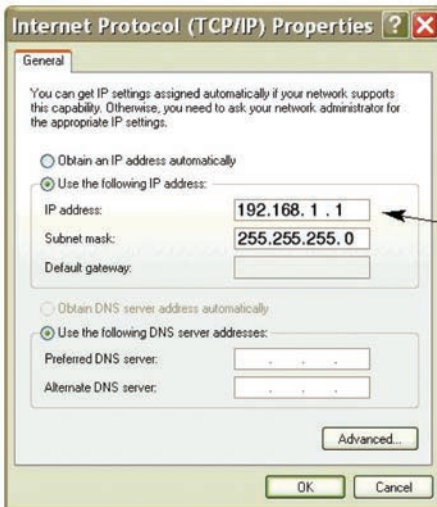 Internet Protocol (TCP/IP) Properties
General
You can get IP settings assigned automatically if your network supports
this capability. Otherwise, you need to ask your network administrator for
the appropriate IP settings.
Obtain an IP address automatically
Use the following IP address:
IP address: 192.168. 1 . 1
Subnet mask: 255.255.255. 0
Default gateway:
Obtain DNS server address automatically
Use the following DNS server addresses:
Preferred DNS server: . . .
Alternate DNS server: . . .
Advanced...
OK Cancel